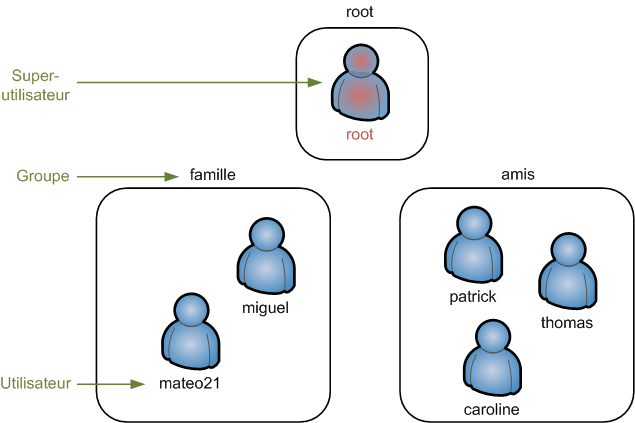 root
Super-
utilisateur
root
Groupe
famille
amis
miguel
patrick
thomas
Utilisateur
mateo21
caroline